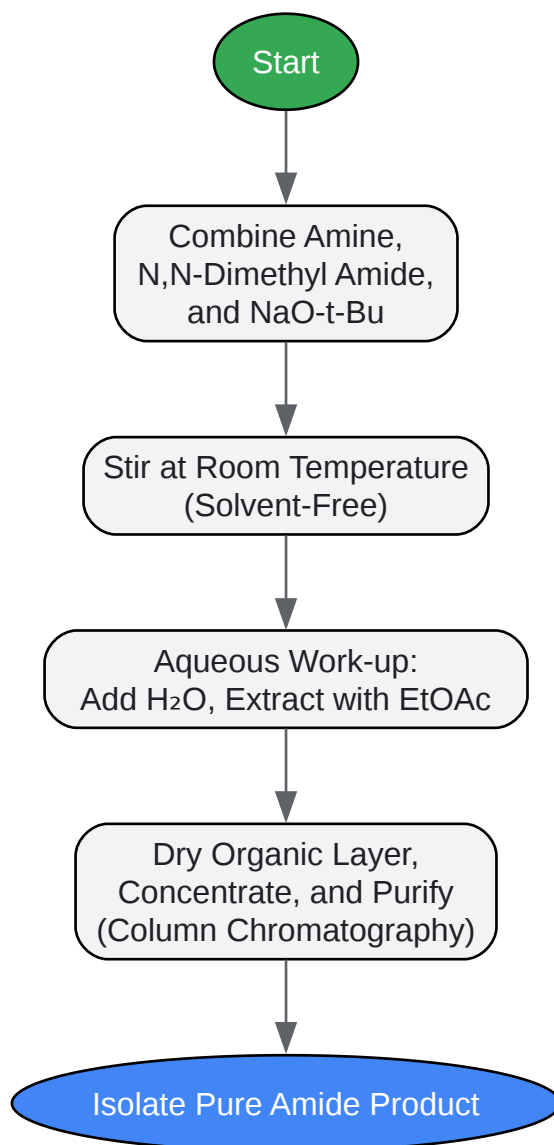 Start
Combine Amine,
N,N-Dimethyl Amide,
and NaO-t-Bu
Stir at Room Temperature
(Solvent-Free)
Aqueous Work-up:
Add H₂O, Extract with EtOAc
Dry Organic Layer,
Concentrate, and Purify
(Column Chromatography)
Isolate Pure Amide Product